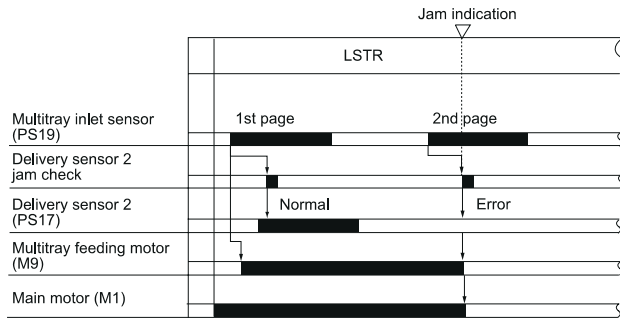 Jam indication
LSTR
Multitray inlet sensor
(PS19)
1st page
2nd page
Delivery sensor 2
jam check
Delivery sensor 2
(PS17)
Normal
Error
Multitray feeding motor
(M9)
Main motor (M1)